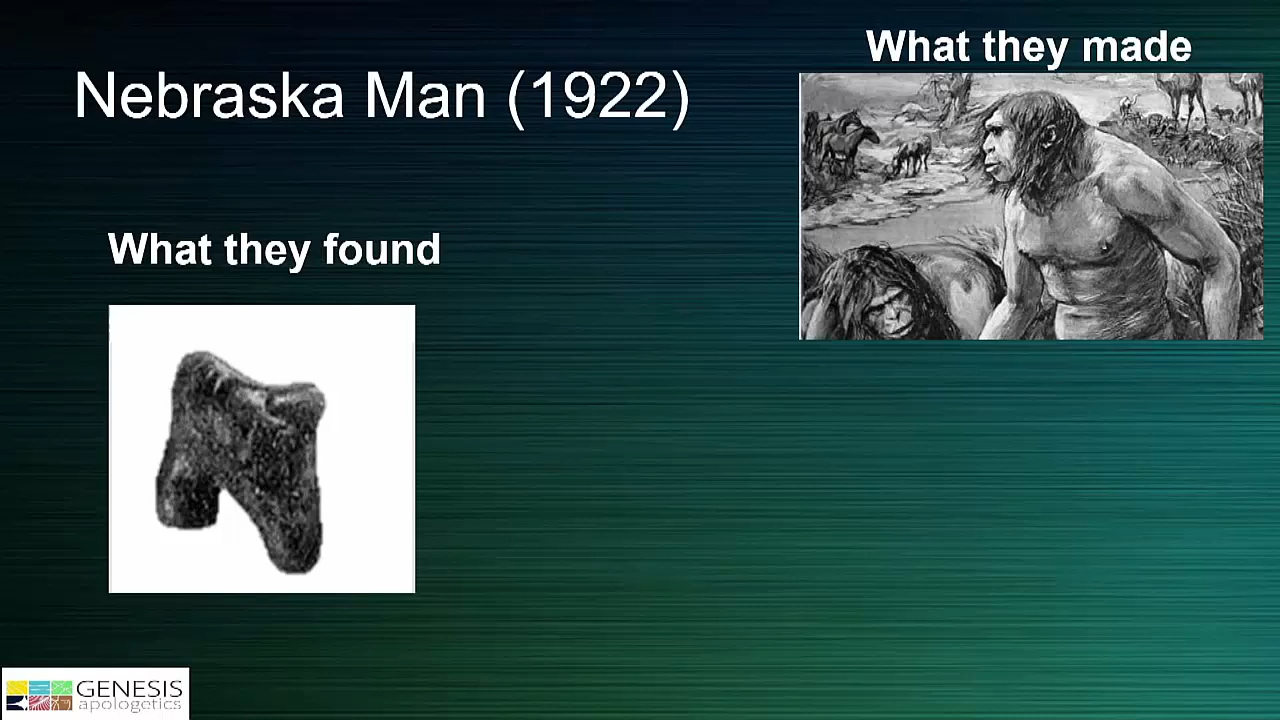 What they made
Nebraska Man (1922)
What they found
GENESIS
apologetics